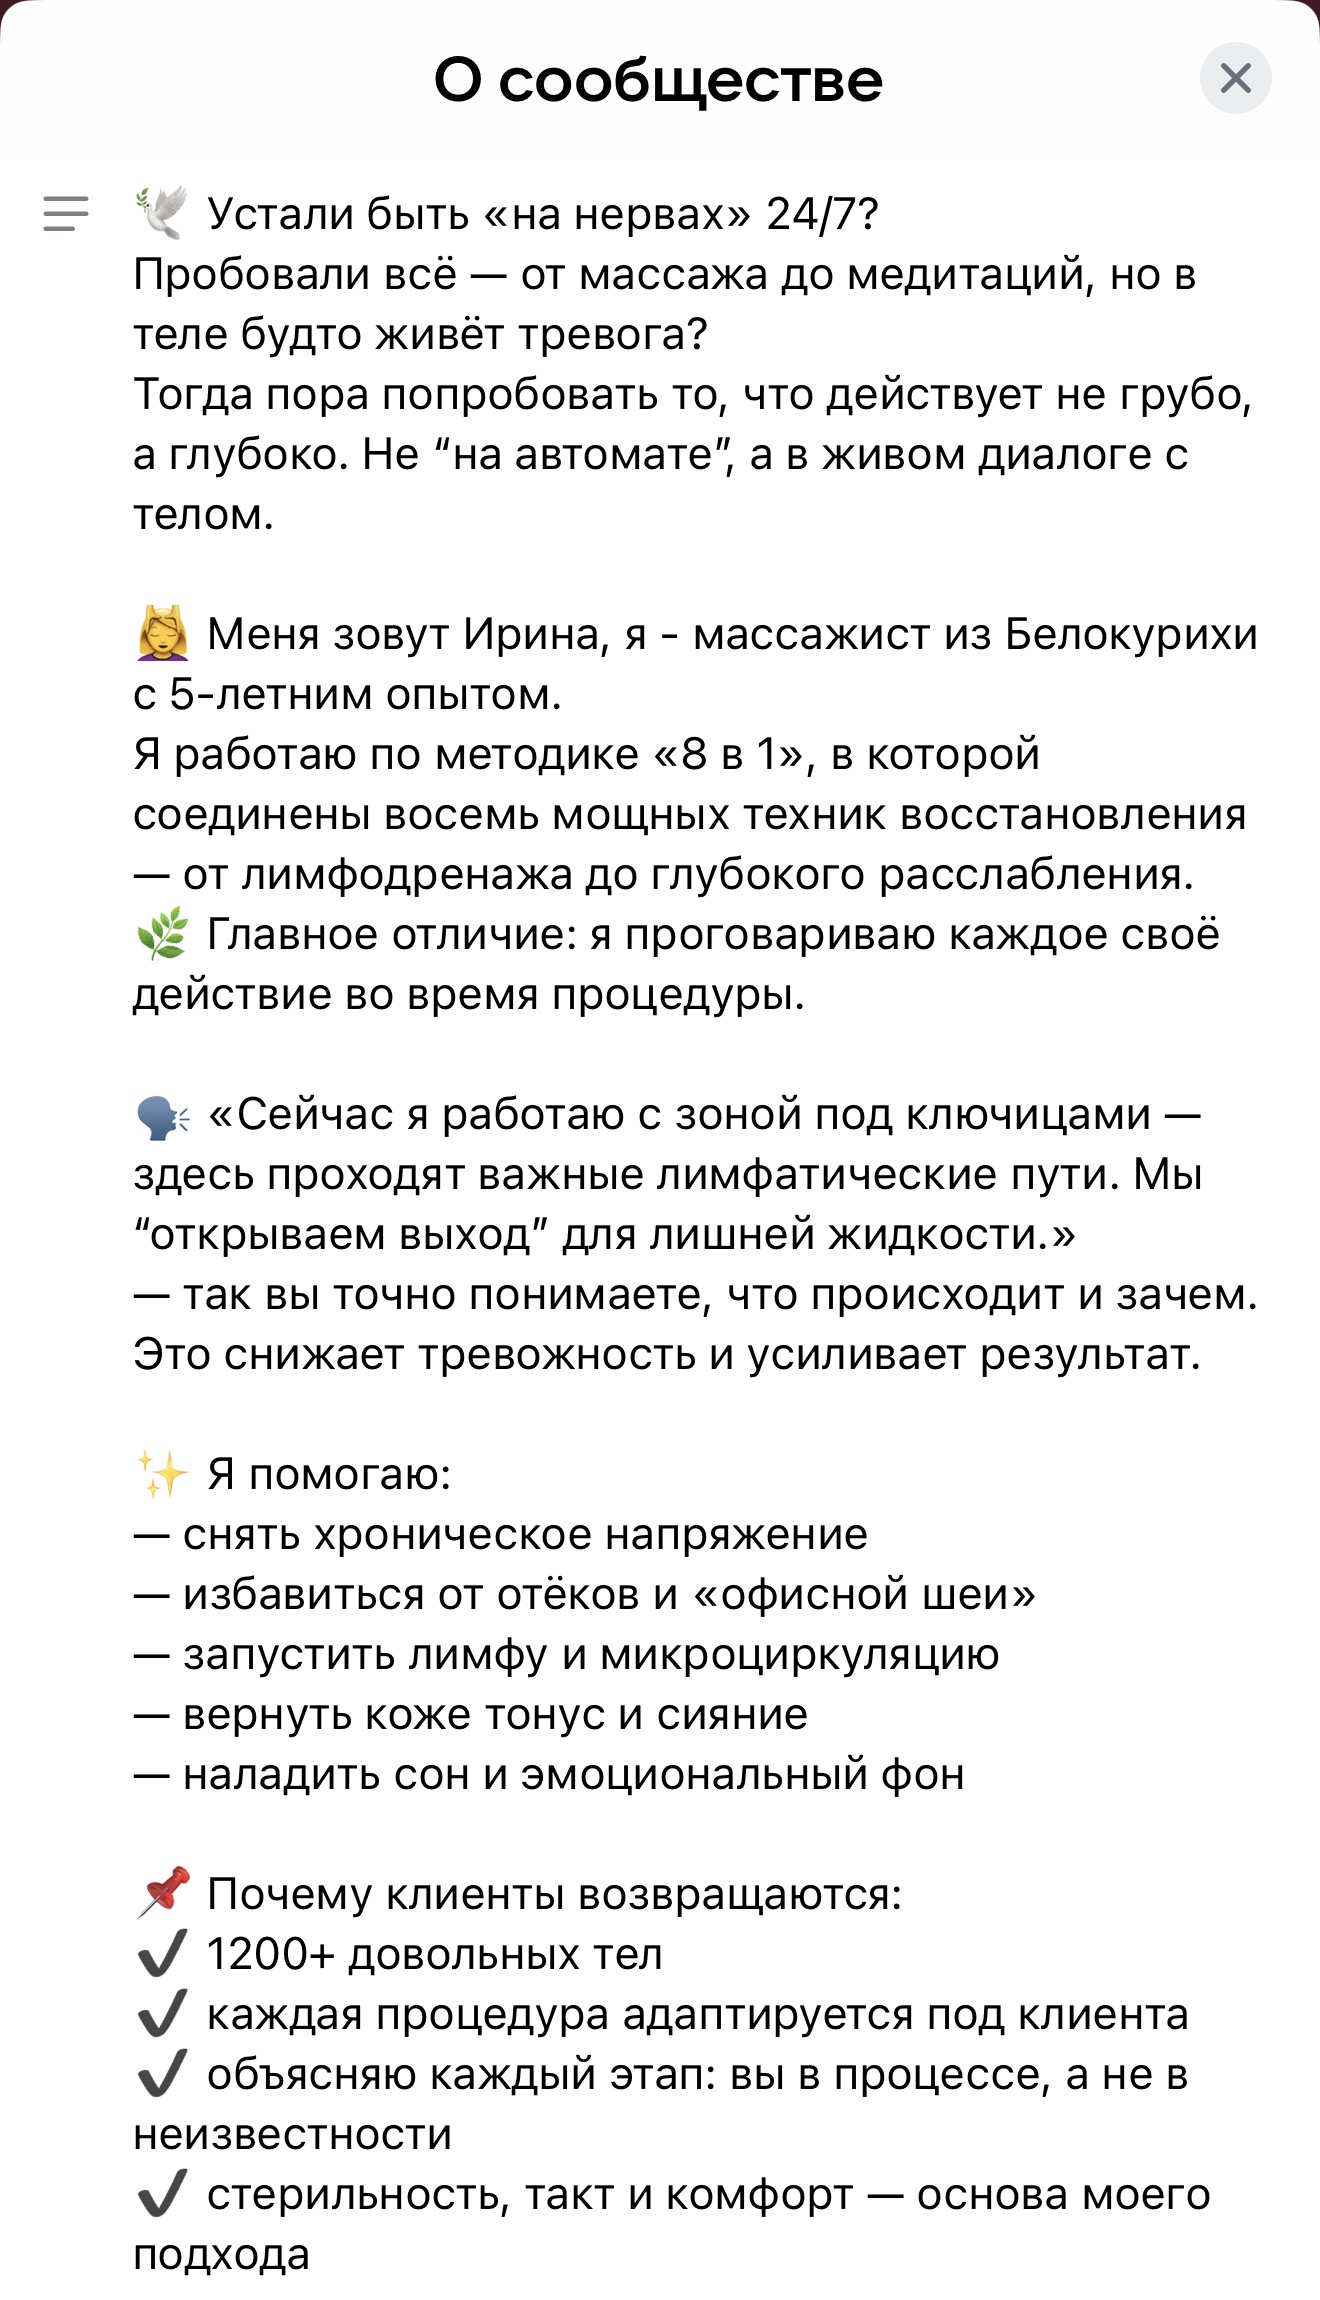 О сообществе
🕊️ Устали быть «на нервах» 24/7?
Пробовали всё — от массажа до медитаций, но в
теле будто живёт тревога?
Тогда пора попробовать то, что действует не грубо,
а глубоко. Не “на автомате”, а в живом диалоге с
телом.
💆‍♀️ Меня зовут Ирина, я - массажист из Белокурихи
с 5-летним опытом.
Я работаю по методике «8 в 1», в которой
соединены восемь мощных техник восстановления
— от лимфодренажа до глубокого расслабления.
🌿 Главное отличие: я проговариваю каждое своё
действие во время процедуры.
🗣️ «Сейчас я работаю с зоной под ключицами —
здесь проходят важные лимфатические пути. Мы
“открываем выход” для лишней жидкости.»
— так вы точно понимаете, что происходит и зачем.
Это снижает тревожность и усиливает результат.
✨ Я помогаю:
— снять хроническое напряжение
— избавиться от отёков и «офисной шеи»
— запустить лимфу и микроциркуляцию
— вернуть коже тонус и сияние
— наладить сон и эмоциональный фон
📌 Почему клиенты возвращаются:
✔️ 1200+ довольных тел
✔️ каждая процедура адаптируется под клиента
✔️ объясняю каждый этап: вы в процессе, а не в
неизвестности
✔️ стерильность, такт и комфорт — основа моего
подхода